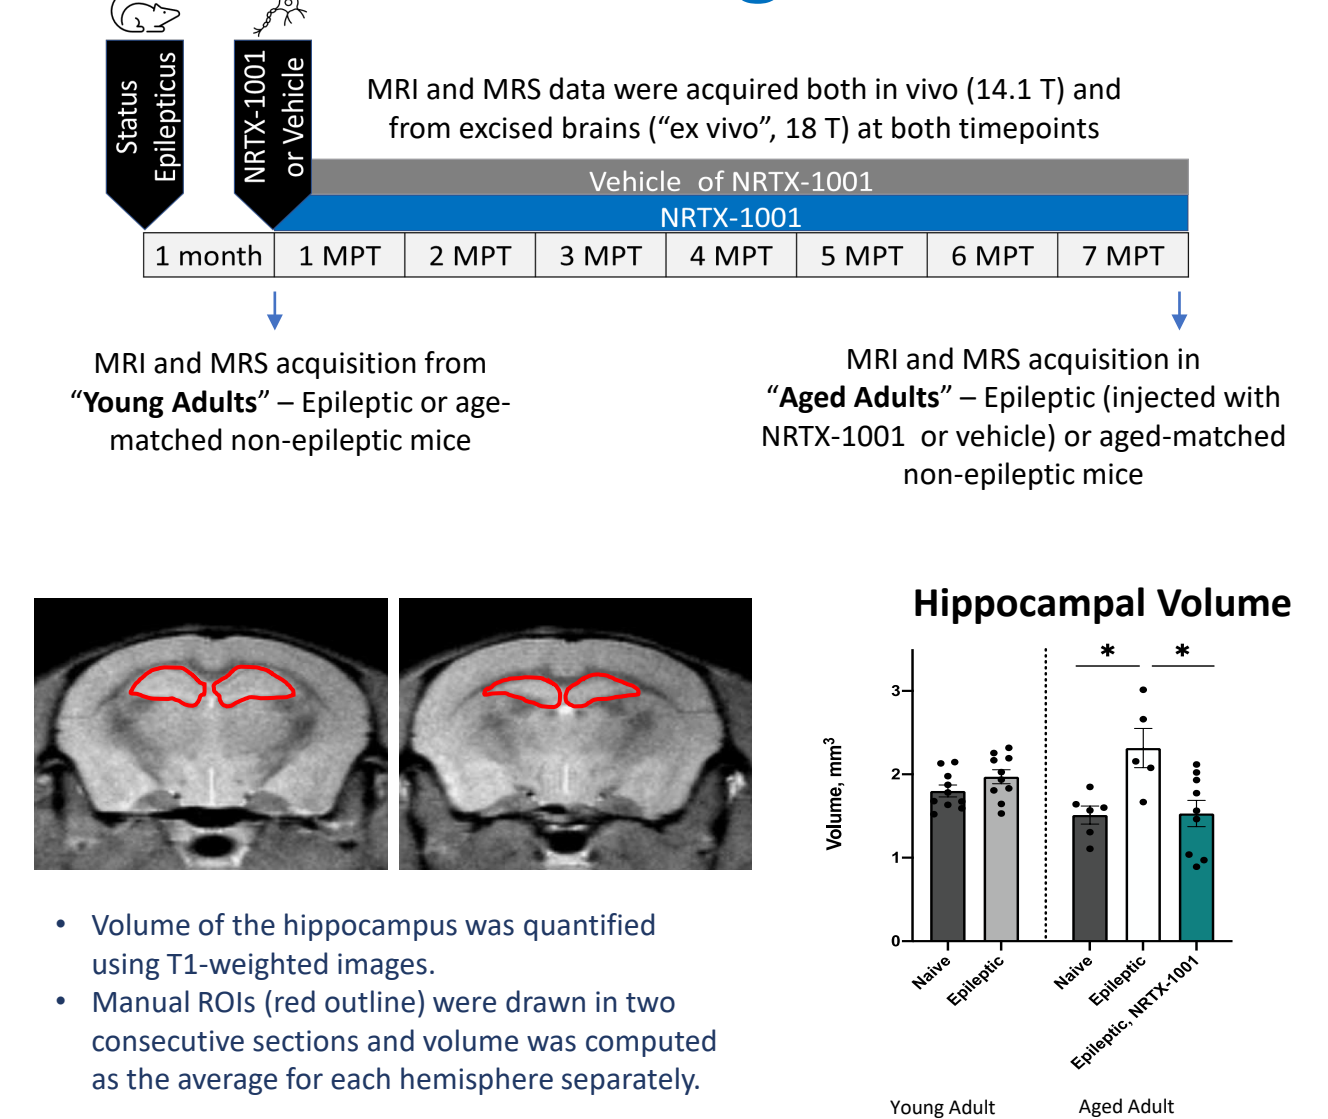 Status
Epilepticus
NRTX-1001
or Vehicle
MRI and MRS data were acquired both in vivo (14.1 T) and
from excised brains (“ex vivo”, 18 T) at both timepoints
Vehicle of NRTX-1001
NRTX-1001
1 month 1 MPT 2 MPT 3 MPT 4 MPT 5 MPT 6 MPT 7 MPT
MRI and MRS acquisition from
“Young Adults” – Epileptic or age-
matched non-epileptic mice
MRI and MRS acquisition in
“Aged Adults” – Epileptic (injected with
NRTX-1001 or vehicle) or aged-matched
non-epileptic mice
• Volume of the hippocampus was quantified
using T1-weighted images.
• Manual ROIs (red outline) were drawn in two
consecutive sections and volume was computed
as the average for each hemisphere separately.
Hippocampal Volume
* *
Volume, mm³
3
2
1
0
Naive
Epileptic
Naive
Epileptic
Epileptic, NRTX-1001
Young Adult
Aged Adult